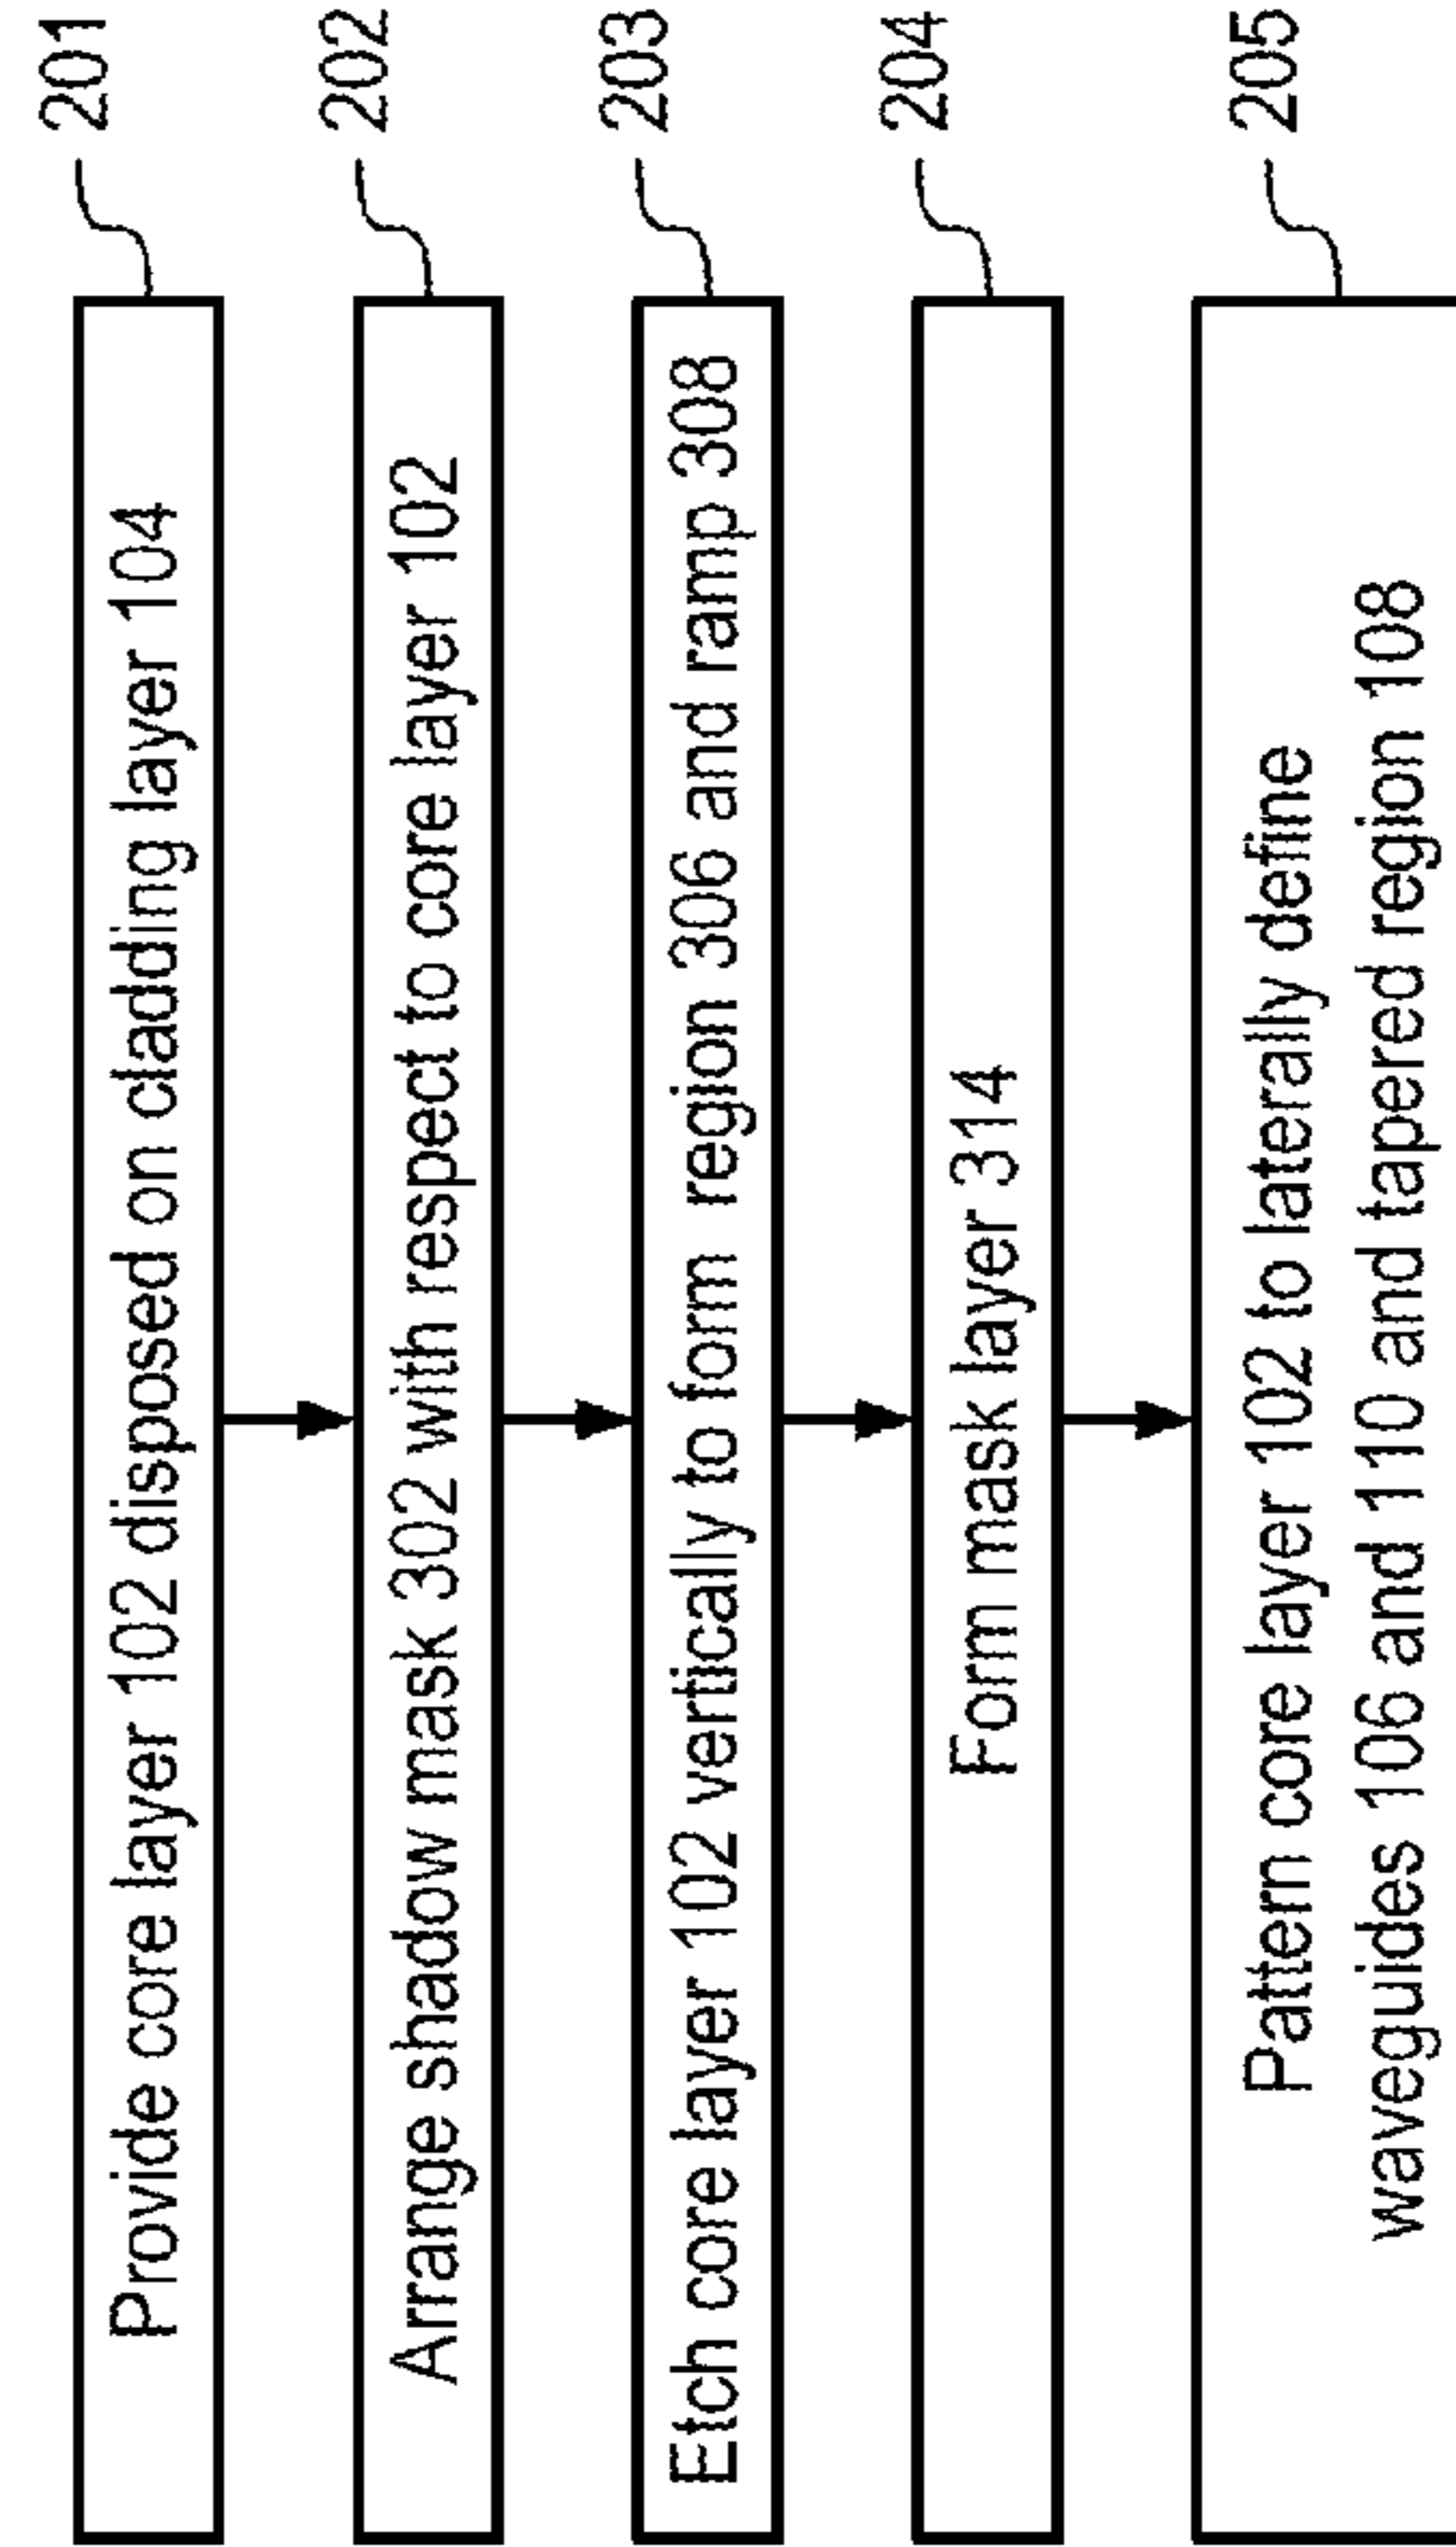 201
Provide core layer 102 disposed on cladding layer 104
202
Arrange shadow mask 302 with respect to core layer 102
203
Etch core layer 102 vertically to form region 306 and ramp 308
204
Form mask layer 314
205
Pattern core layer 102 to laterally define
waveguides 106 and 110 and tapered region 108